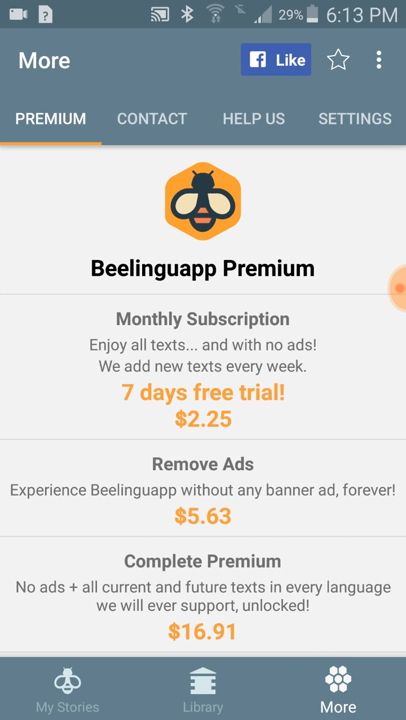 29% 6:13 PM
More
f Like
PREMIUM CONTACT HELP US SETTINGS
Beelinguapp Premium
Monthly Subscription
Enjoy all texts... and with no ads!
We add new texts every week.
7 days free trial!
$2.25
Remove Ads
Experience Beelinguapp without any banner ad, forever!
$5.63
Complete Premium
No ads + all current and future texts in every language
we will ever support, unlocked!
$16.91
My Stories Library More